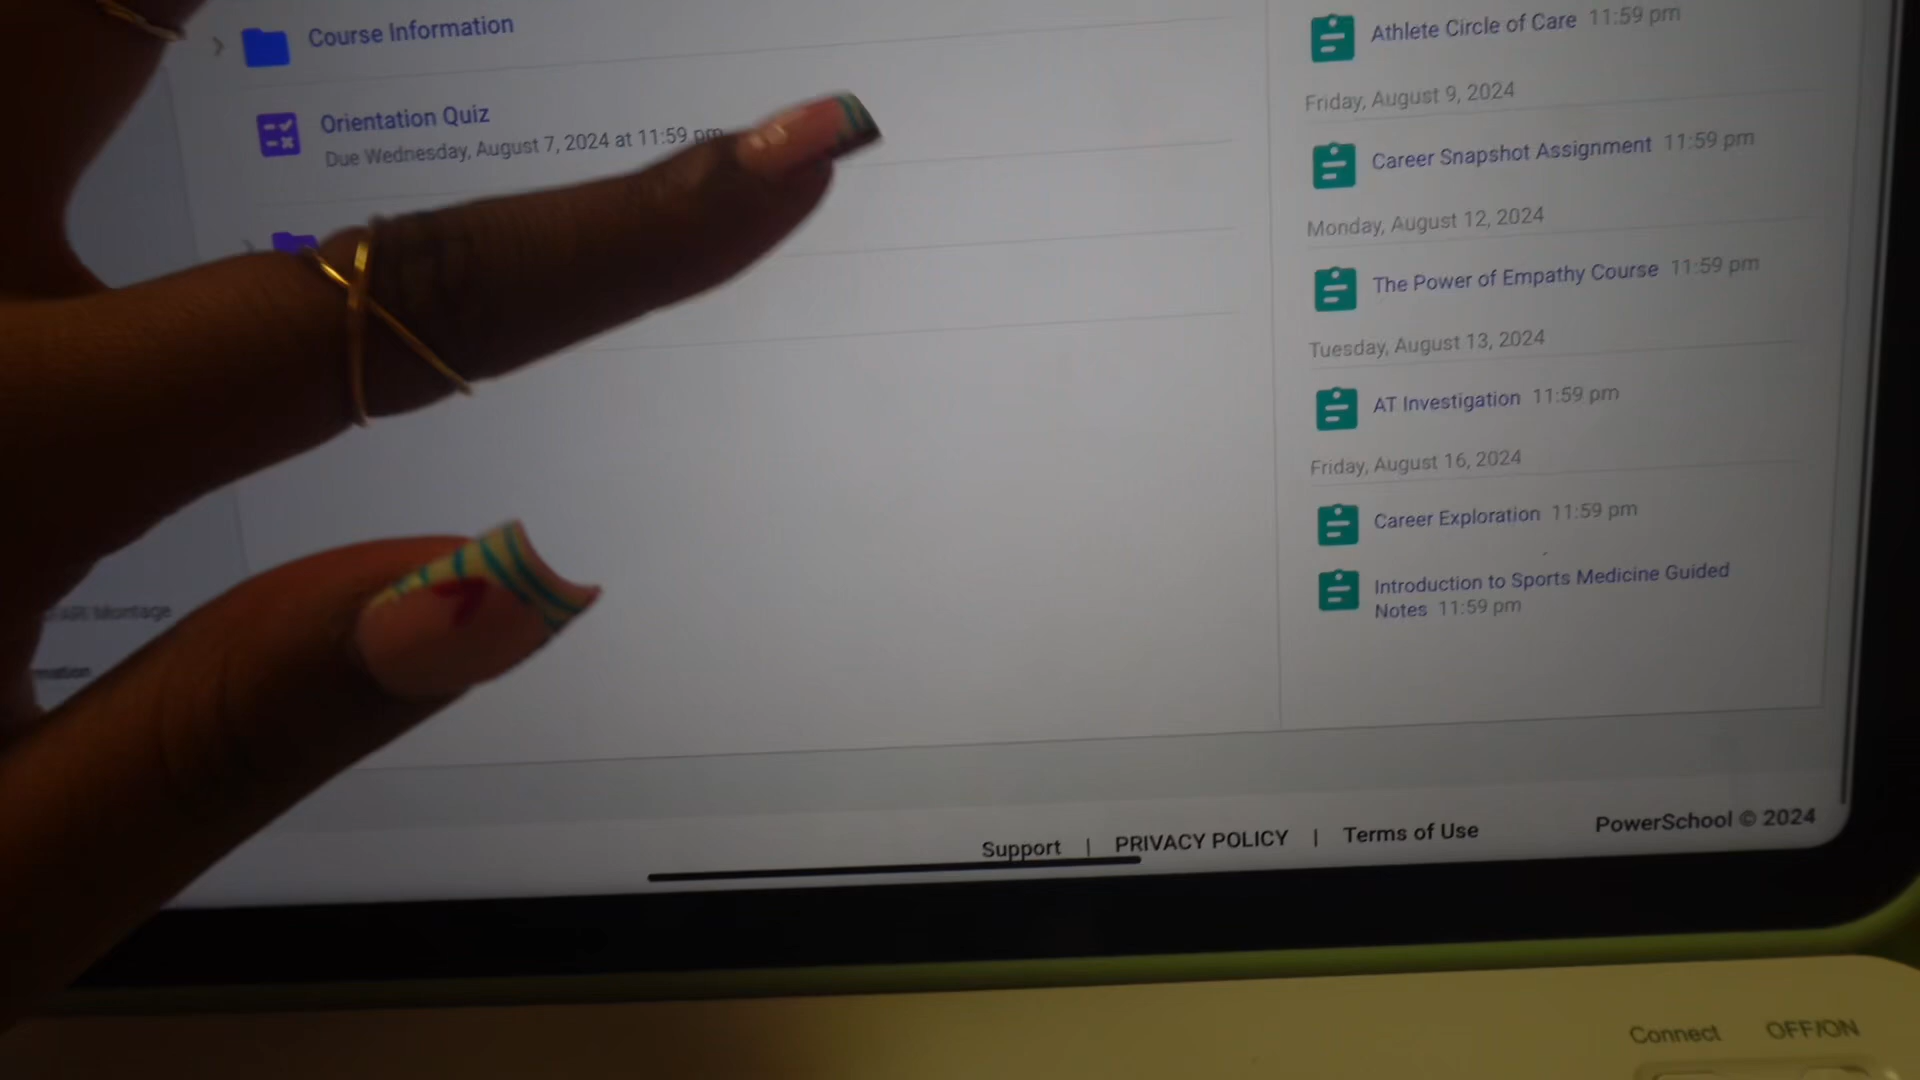 Course Information
Orientation Quiz
Due Wednesday, August 7, 2024 at 11:59 pm
Montage
Athlete Circle of Care 11:59 pm
Friday, August 9, 2024
Career Snapshot Assignment 11:59 pm
Monday, August 12, 2024
The Power of Empathy Course 11:59 pm
Tuesday, August 13, 2024
AT Investigation 11:59 pm
Friday, August 16, 2024
Career Exploration 11:59 pm
Introduction to Sports Medicine Guided
Notes 11:59 pm
Support | PRIVACY POLICY | Terms of Use
PowerSchool © 2024
Connect OFF/ON